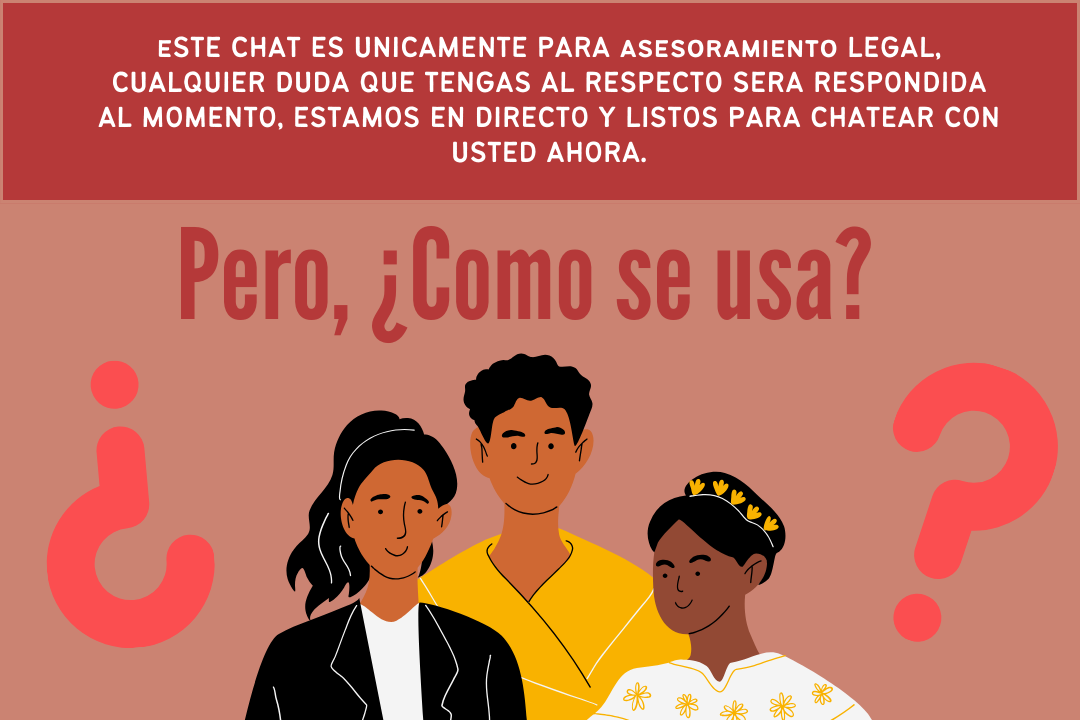 ESTE CHAT ES UNICAMENTE PARA ASESORAMIENTO LEGAL,
CUALQUIER DUDA QUE TENGAS AL RESPECTO SERA RESPONDIDA
AL MOMENTO, ESTAMOS EN DIRECTO Y LISTOS PARA CHATEAR CON
USTED AHORA.
Pero, ¿Como se usa?
¿ ?